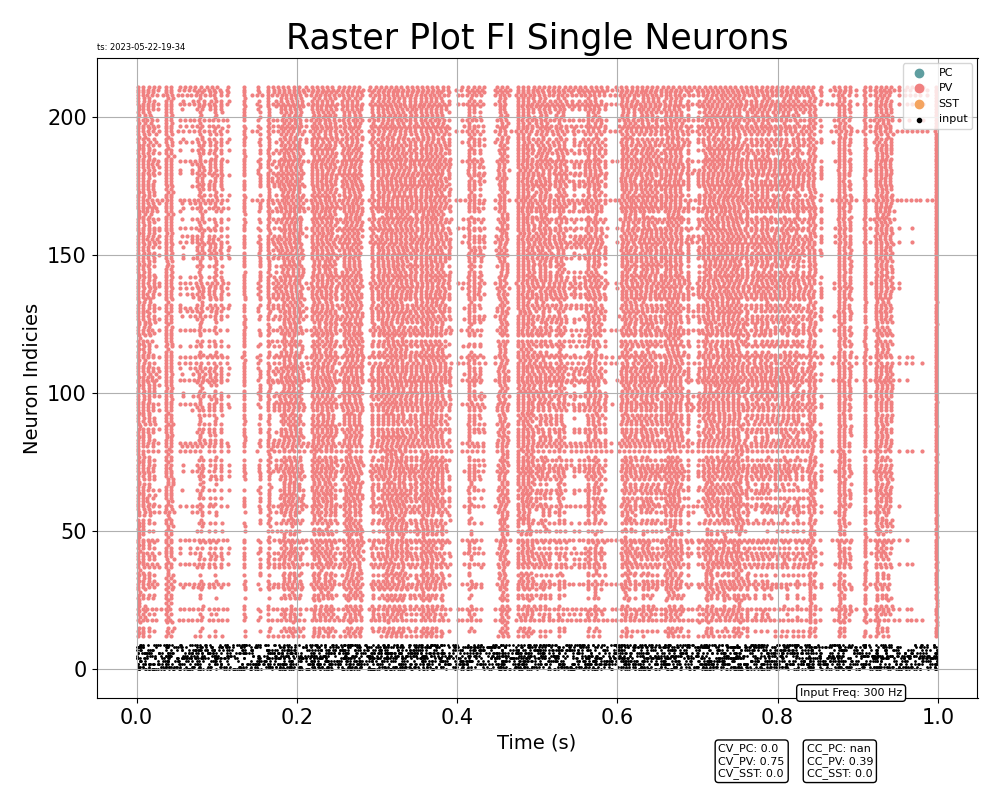 Raster Plot FI Single Neurons
ts: 2023-05-22-19-34
PC
PV
SST
input
200
150
100
50
0
Neuron Indicies
0.0 0.2 0.4 0.6 0.8 1.0
Input Freq: 300 Hz
Time (s)
CV_PC: 0.0
CV_PV: 0.75
CV_SST: 0.0
CC_PC: nan
CC_PV: 0.39
CC_SST: 0.0